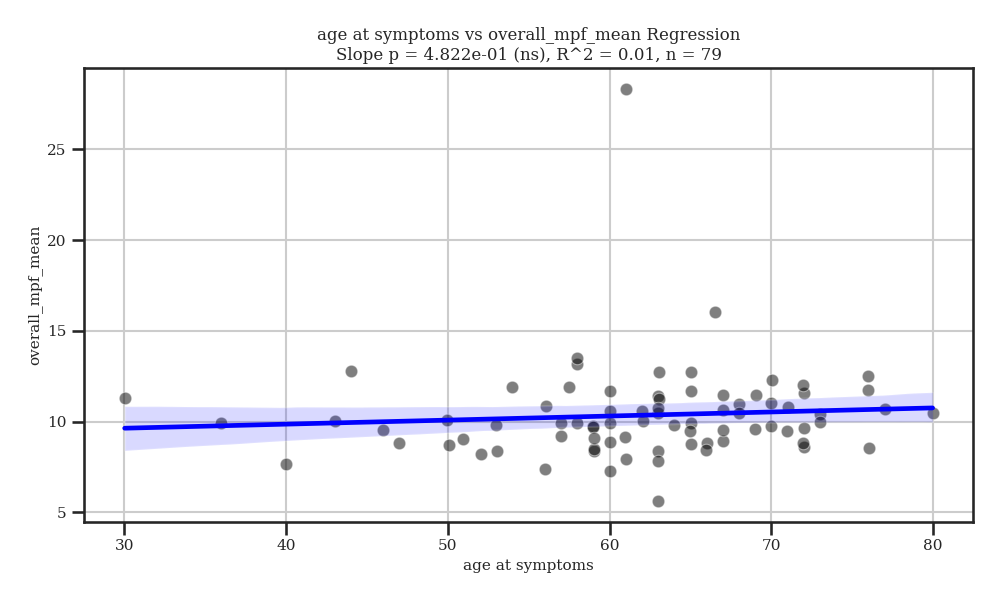 age at symptoms vs overall_mpf_mean Regression
Slope p = 4.822e-01 (ns), R^2 = 0.01, n = 79
overall_mpf_mean
25
20
15
10
5
30 40 50 60 70 80
age at symptoms